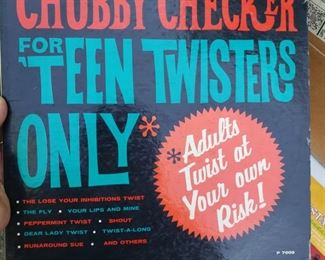 CHUBBY CHECKER
FOR 'TEEN TWISTERS
ONLY*
*Adults
Twist at
Your own
Risk!
• THE LOSE YOUR INHIBITIONS TWIST
• THE FLY • YOUR LIPS AND MINE
• PEPPERMINT TWIST • SHOUT
• DEAR LADY TWIST • TWIST-A-LONG
• RUNAROUND SUE • AND OTHERS
P 7009